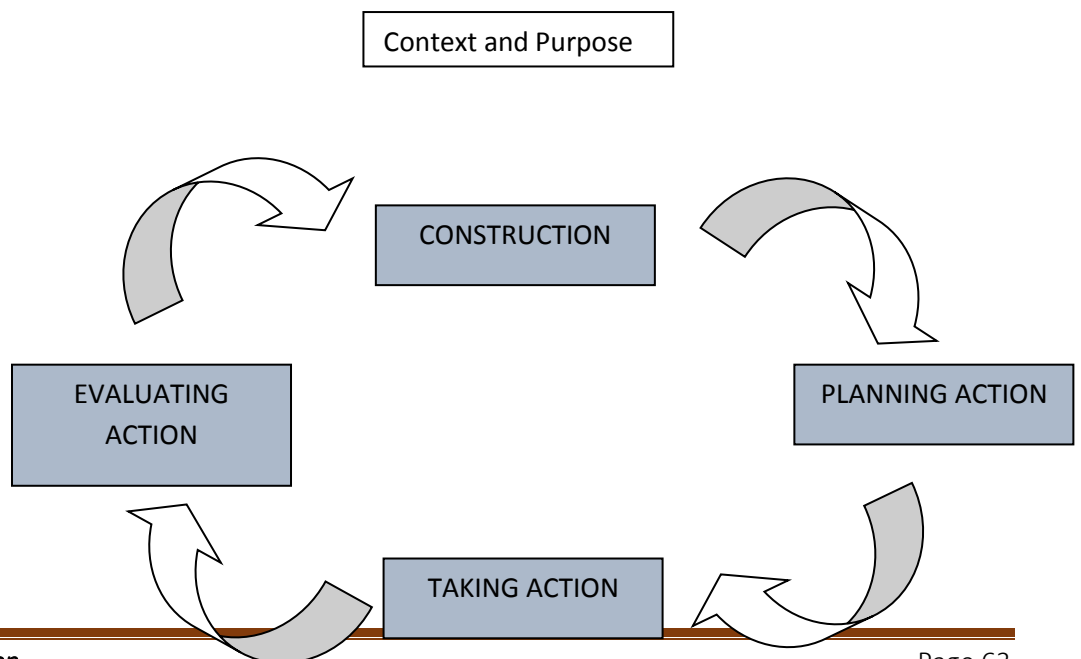 Context and Purpose
CONSTRUCTION
EVALUATING
ACTION
PLANNING ACTION
TAKING ACTION